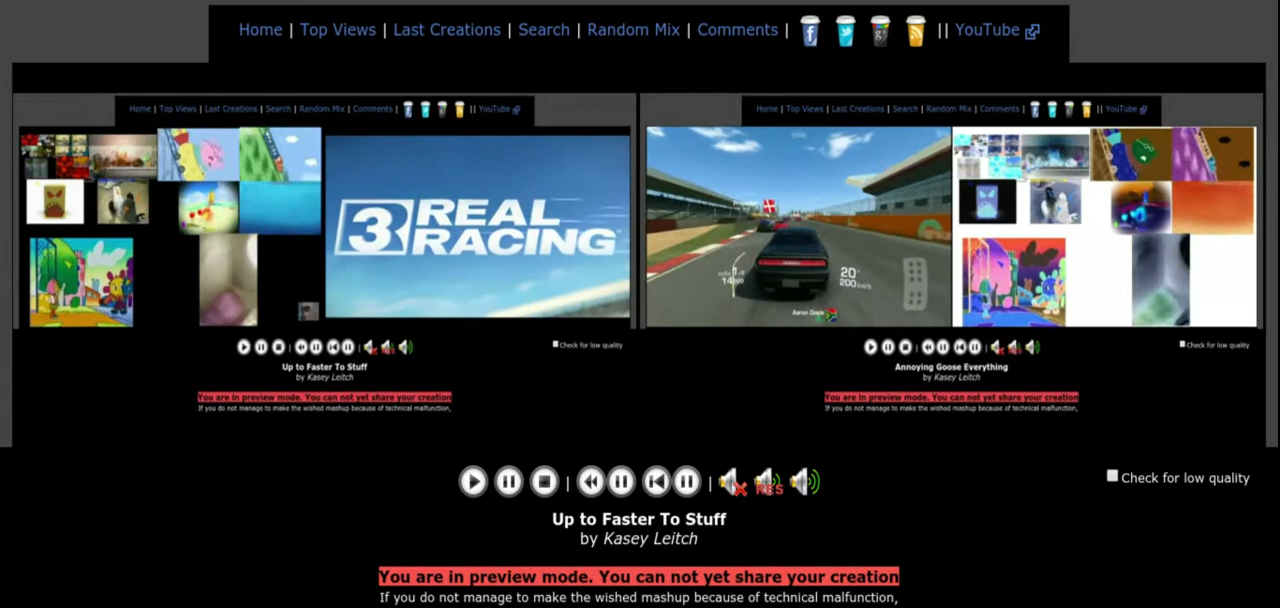 Home | Top Views | Last Creations | Search | Random Mix | Comments | || YouTube
Home | Top Views | Last Creations | Search | Random Mix | Comments | || YouTube
3 REAL
RACING
Check for low quality
Up to Faster To Stuff
by Kasey Leitch
You are in preview mode. You can not yet share your creation
If you do not manage to make the wished mashup because of technical malfunction,
Home | Top Views | Last Creations | Search | Random Mix | Comments | || YouTube
20
200 km/h
Aaron Doyle
Check for low quality
Annoying Goose Everything
by Kasey Leitch
You are in preview mode. You can not yet share your creation
If you do not manage to make the wished mashup because of technical malfunction,
| | RES
Check for low quality
Up to Faster To Stuff
by Kasey Leitch
You are in preview mode. You can not yet share your creation
If you do not manage to make the wished mashup because of technical malfunction,